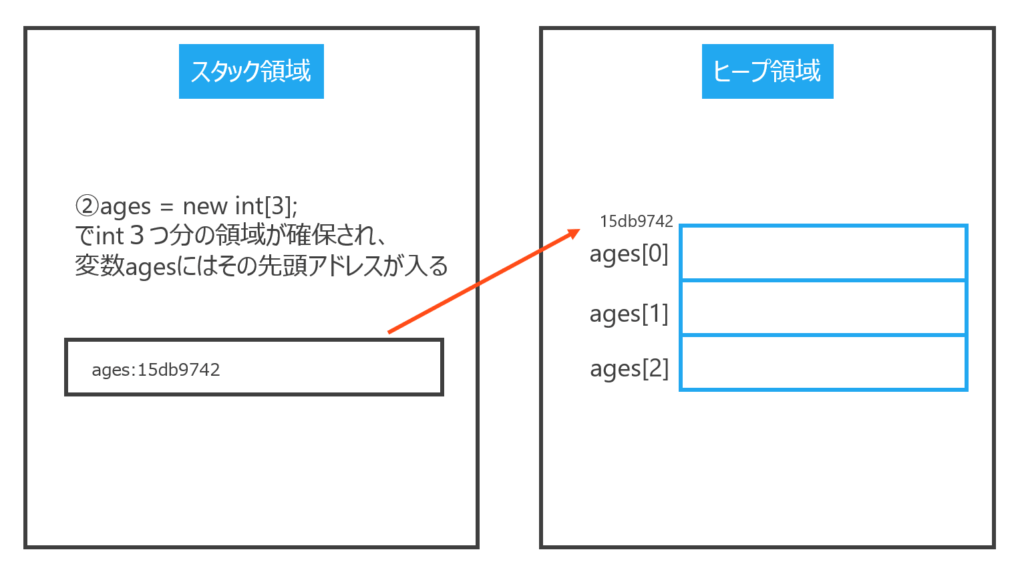 スタック領域
②ages = new int[3];
でint３つ分の領域が確保され、
変数agesにはその先頭アドレスが入る
ages:15db9742
ヒープ領域
15db9742
ages[0]
ages[1]
ages[2]